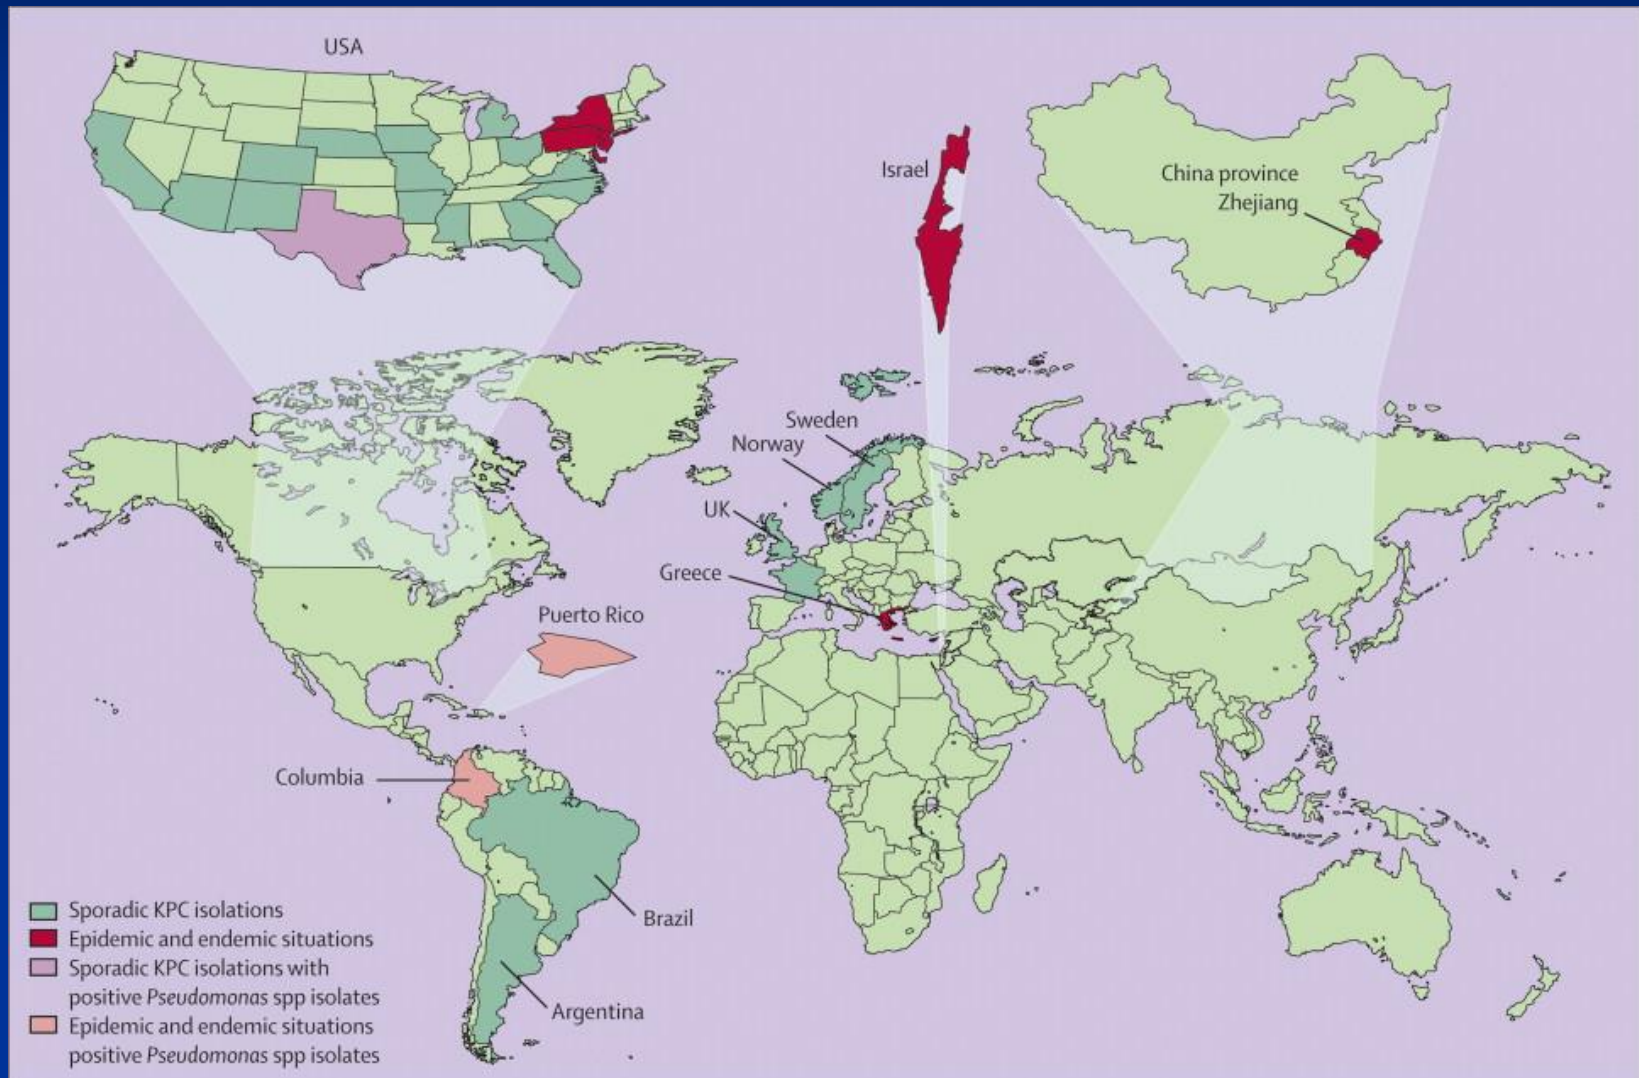 USA
Israel
China province
Zhejiang
Sweden
Norway
UK
Greece
Puerto Rico
Columbia
Brazil
Argentina
Sporadic KPC isolations
Epidemic and endemic situations
Sporadic KPC isolations with
positive Pseudomonas spp isolates
Epidemic and endemic situations
positive Pseudomonas spp isolates